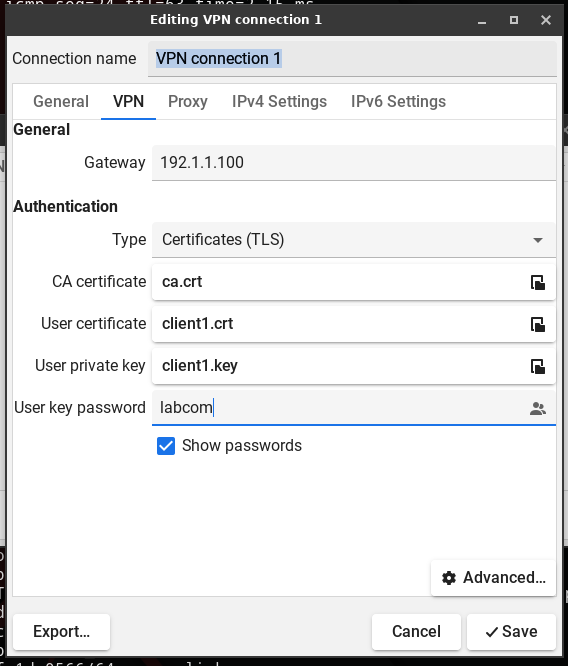 Editing VPN connection 1
Connection name VPN connection 1
General VPN Proxy IPv4 Settings IPv6 Settings
General
Gateway 192.1.1.100
Authentication
Type Certificates (TLS)
CA certificate ca.crt
User certificate client1.crt
User private key client1.key
User key password labcom
Show passwords
Advanced...
Export... Cancel Save